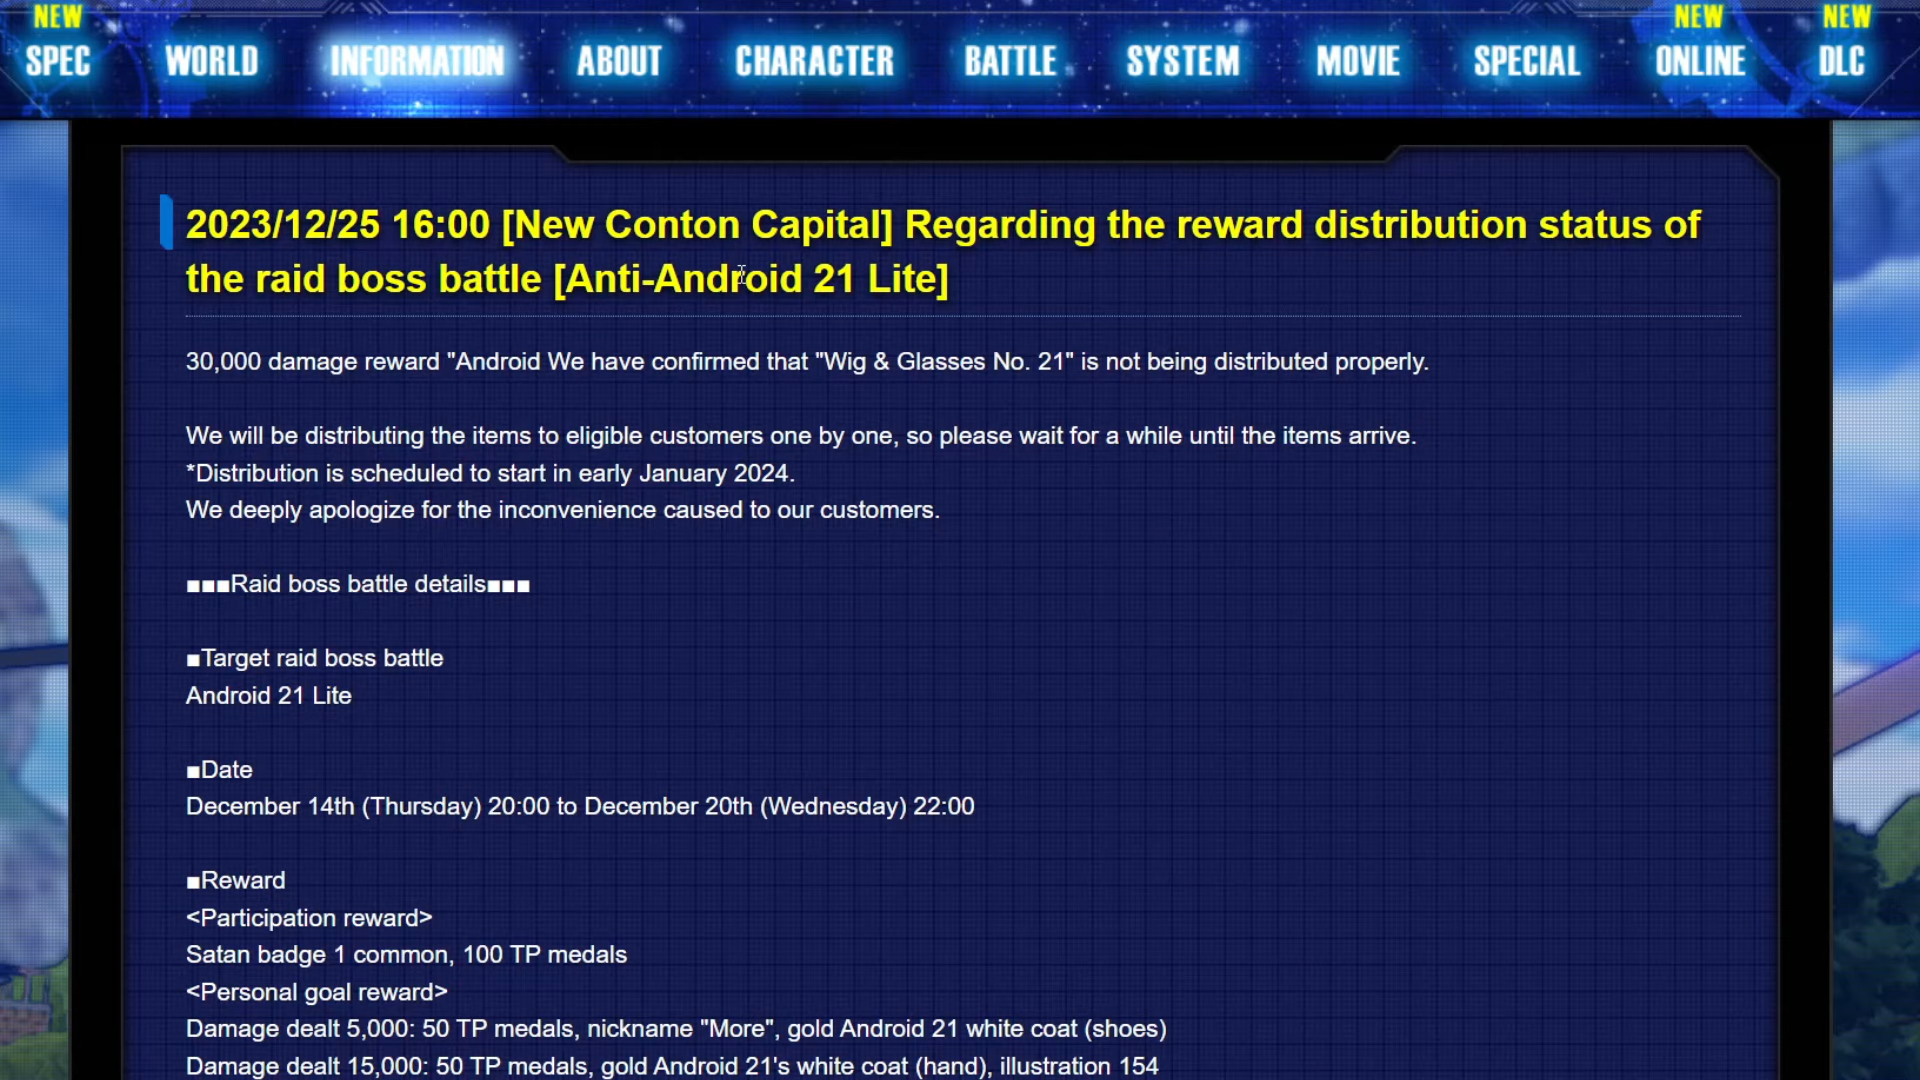 NEW NEW NEW
SPEC WORLD INFORMATION ABOUT CHARACTER BATTLE SYSTEM MOVIE SPECIAL ONLINE DLC
2023/12/25 16:00 [New Conton Capital] Regarding the reward distribution status of
the raid boss battle [Anti-Android 21 Lite]
30,000 damage reward "Android We have confirmed that "Wig & Glasses No. 21" is not being distributed properly.
We will be distributing the items to eligible customers one by one, so please wait for a while until the items arrive.
*Distribution is scheduled to start in early January 2024.
We deeply apologize for the inconvenience caused to our customers.
■■■Raid boss battle details■■■
■Target raid boss battle
Android 21 Lite
■Date
December 14th (Thursday) 20:00 to December 20th (Wednesday) 22:00
■Reward
<Participation reward>
Satan badge 1 common, 100 TP medals
<Personal goal reward>
Damage dealt 5,000: 50 TP medals, nickname "More", gold Android 21 white coat (shoes)
Damage dealt 15,000: 50 TP medals, gold Android 21's white coat (hand), illustration 154